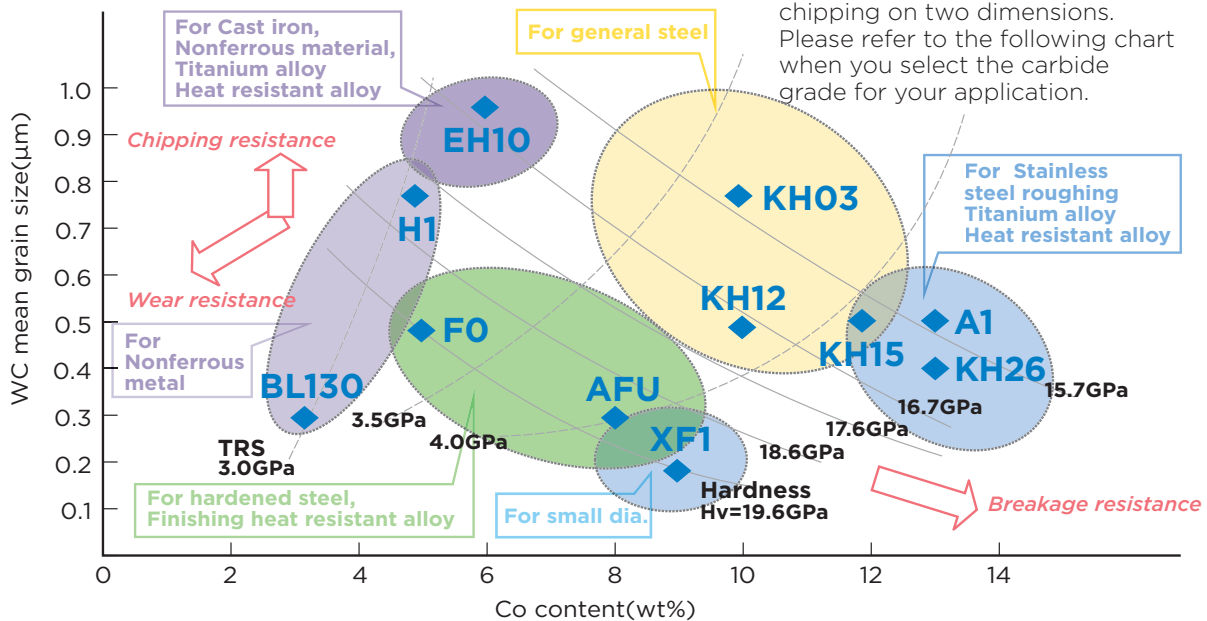 chipping on two dimensions.
Please refer to the following chart
when you select the carbide
grade for your application.
For Cast iron,
Nonferrous material,
Titanium alloy
Heat resistant alloy
For general steel
For Stainless
steel roughing
Titanium alloy
Heat resistant alloy
Chipping resistance
Wear resistance
For
Nonferrous
metal
For hardened steel,
Finishing heat resistant alloy
For small dia.
Breakage resistance
EH10
H1
KH03
KH12
KH15
A1
KH26
F0
AFU
BL130
XF1
TRS
3.0GPa
3.5GPa
4.0GPa
Hardness
Hv=19.6GPa
18.6GPa
17.6GPa
16.7GPa
15.7GPa
WC mean grain size(μm)
1.0
0.9
0.8
0.7
0.6
0.5
0.4
0.3
0.2
0.1
0
2
4
6
8
10
12
14
Co content(wt%)